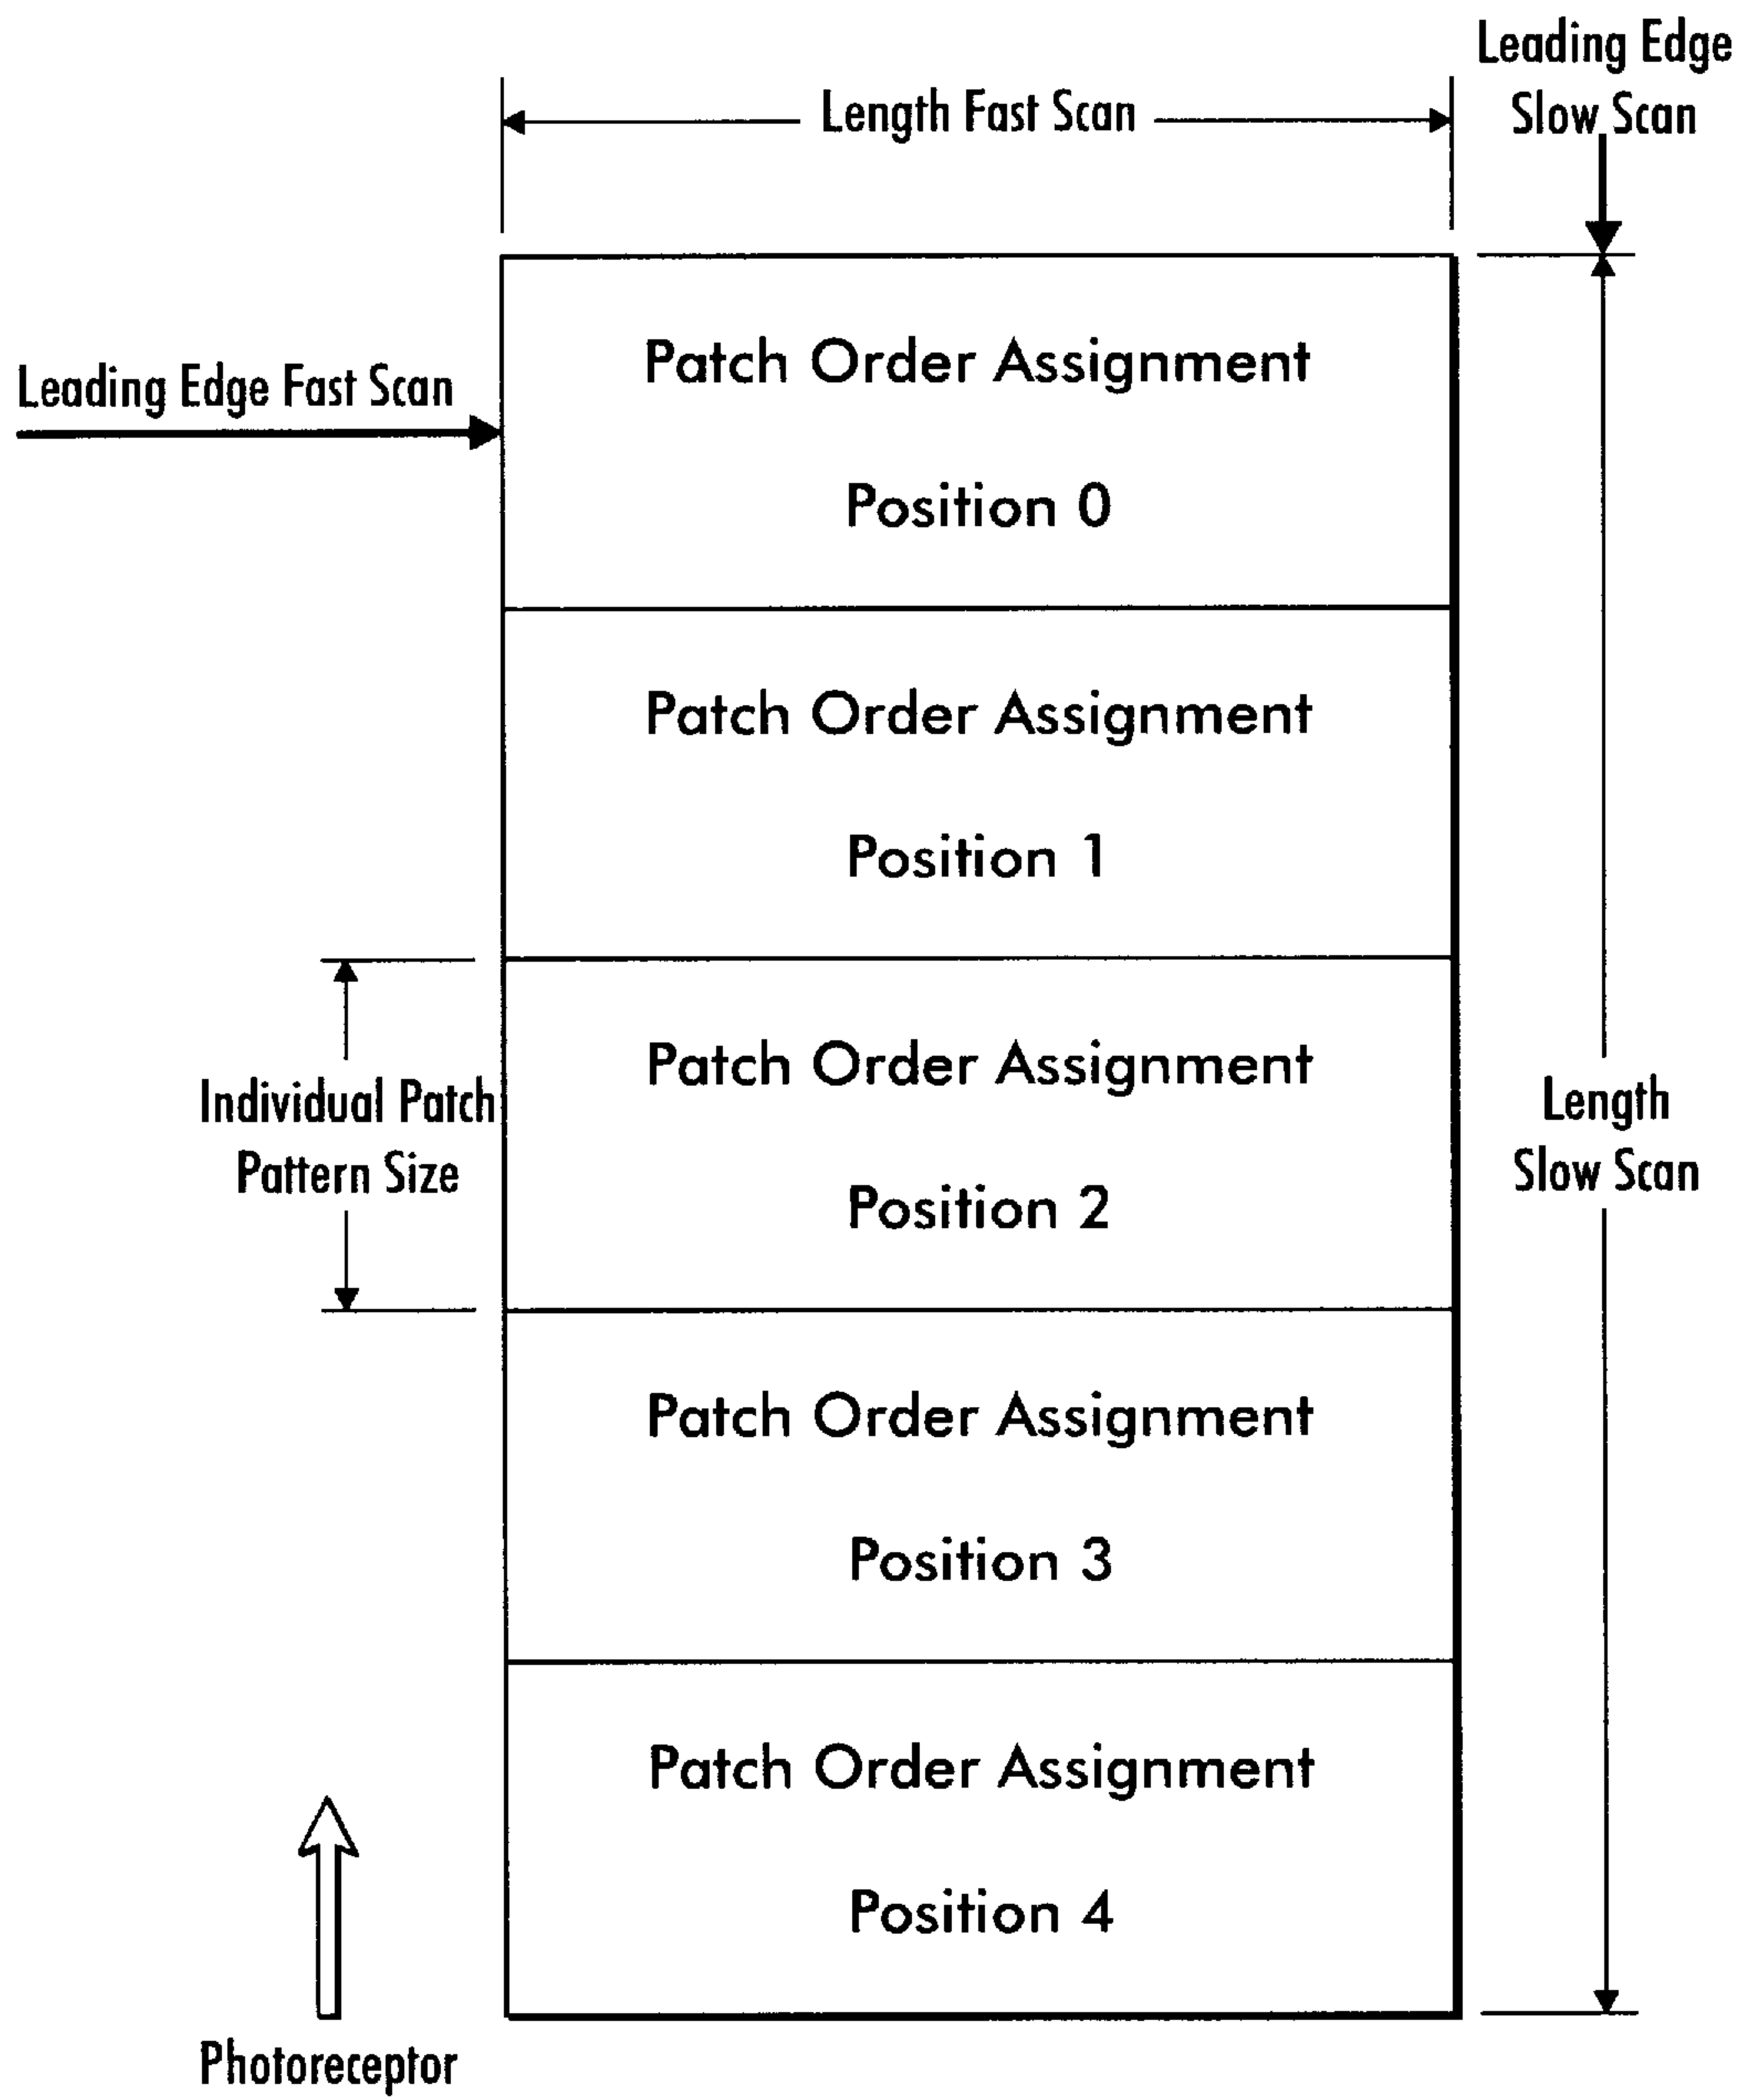 Leading Edge
Slow Scan
Length Fast Scan
Patch Order Assignment
Position 0
Leading Edge Fast Scan
Patch Order Assignment
Position 1
Patch Order Assignment
Position 2
Individual Patch
Pattern Size
Length
Slow Scan
Patch Order Assignment
Position 3
Patch Order Assignment
Position 4
Photoreceptor